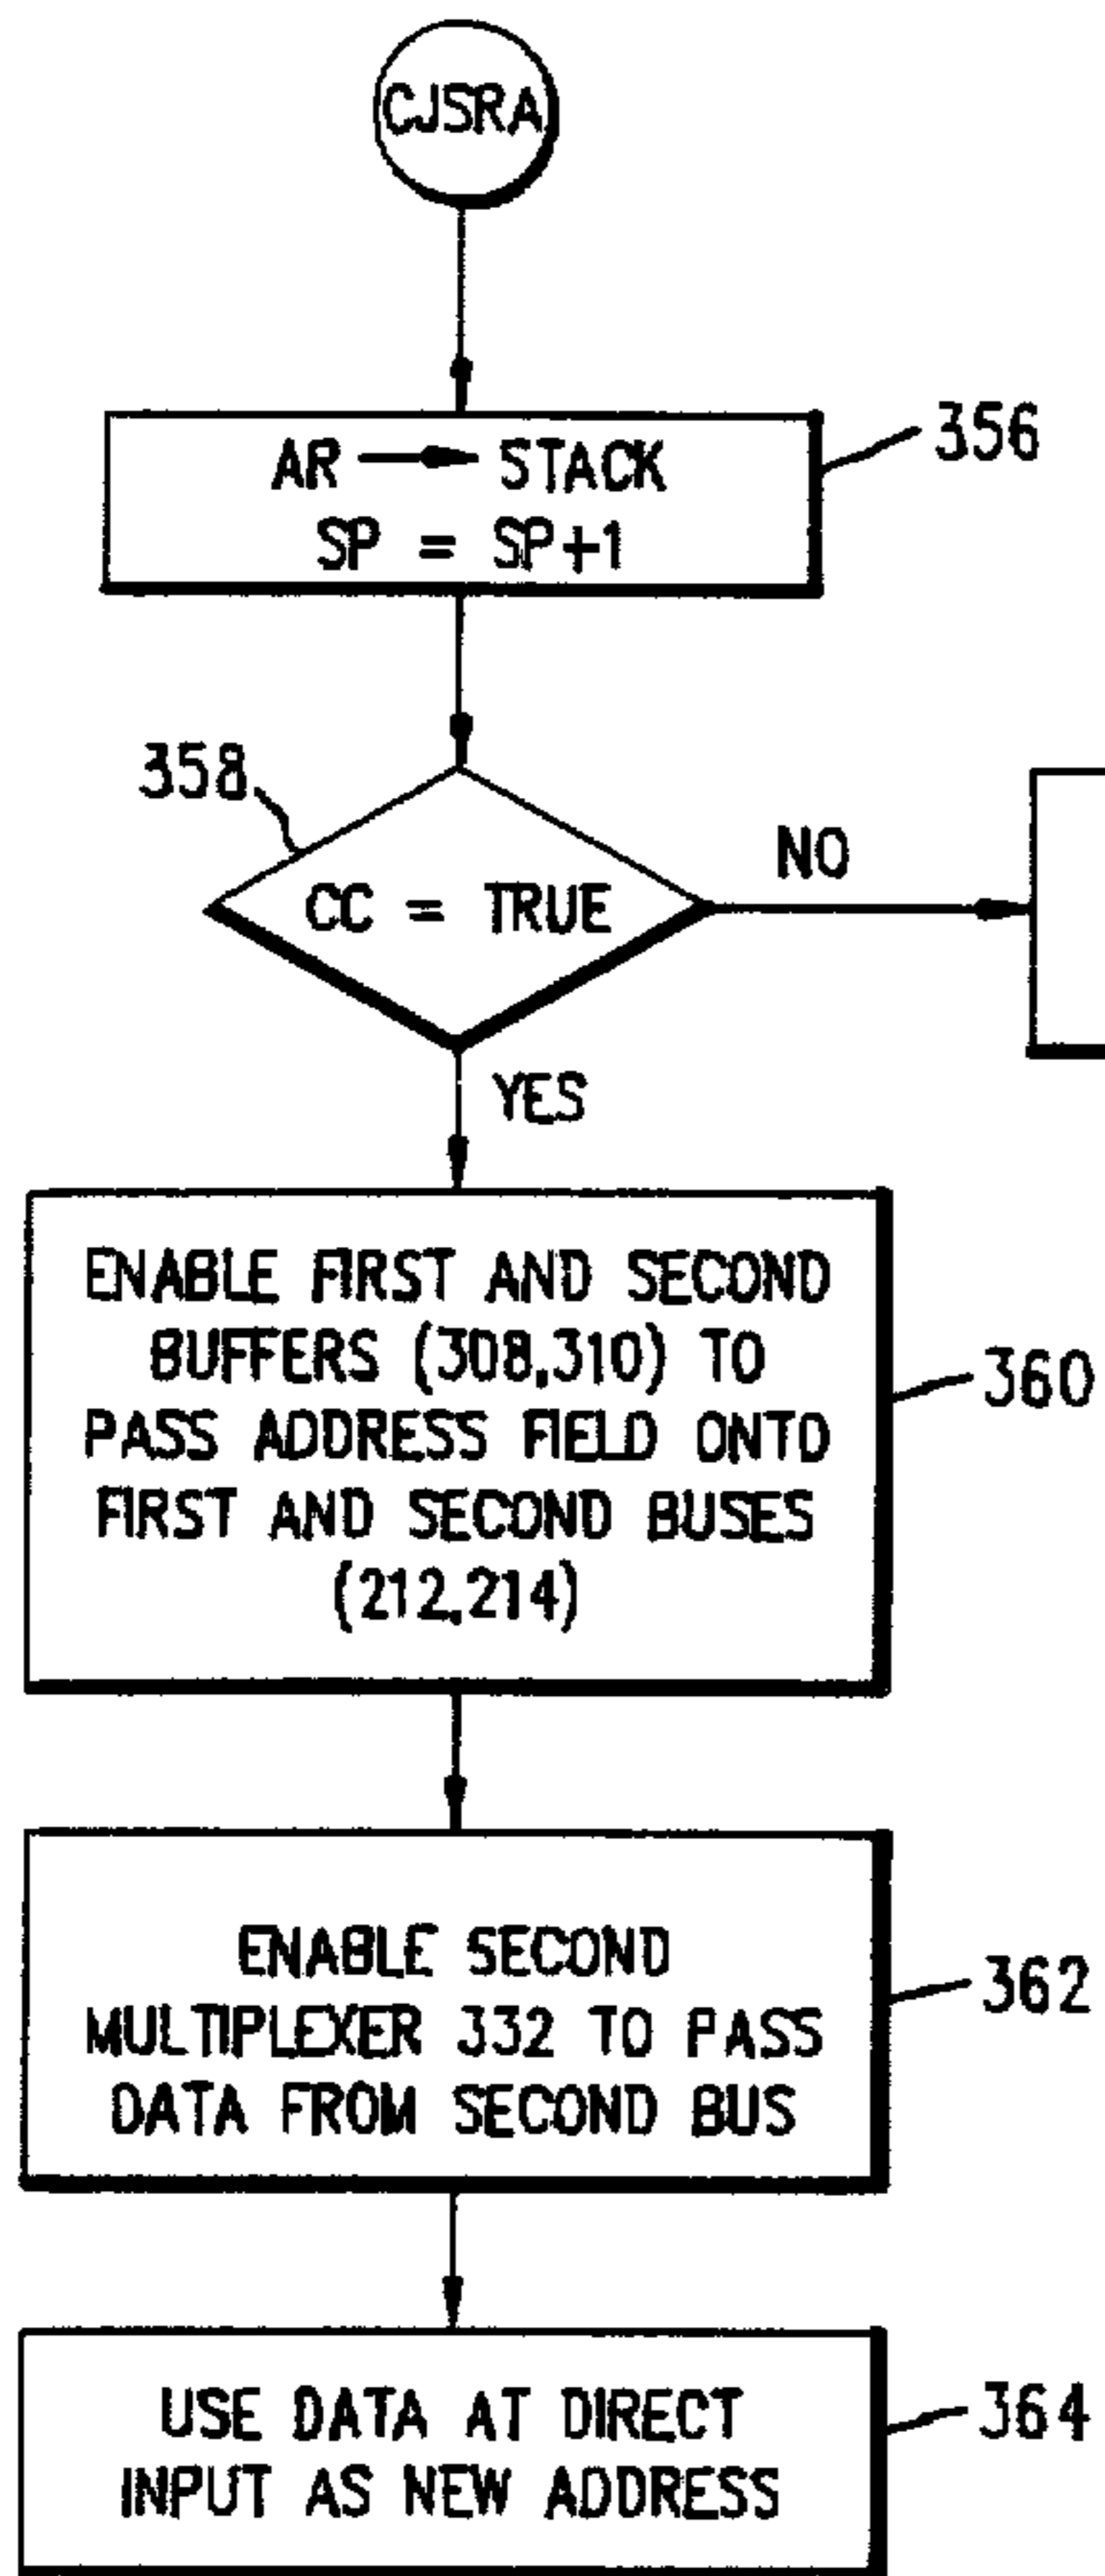 CJSRA
AR → STACK
SP = SP+1
356
358
CC = TRUE
NO
YES
ENABLE FIRST AND SECOND
BUFFERS (308,310) TO
PASS ADDRESS FIELD ONTO
FIRST AND SECOND BUSES
(212,214)
360
ENABLE SECOND
MULTIPLEXER 332 TO PASS
DATA FROM SECOND BUS
362
USE DATA AT DIRECT
INPUT AS NEW ADDRESS
364